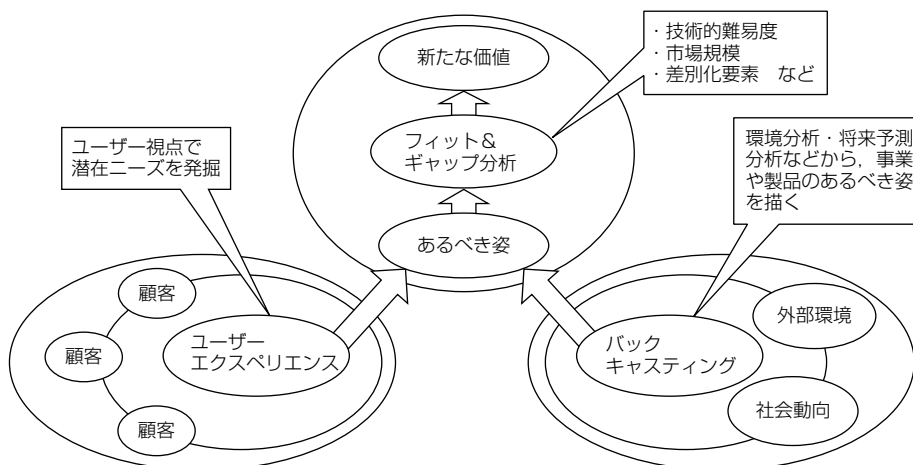 新たな価値
・技術的難易度
・市場規模
・差別化要素　など
フィット＆
ギャップ分析
ユーザー視点で
潜在ニーズを発掘
環境分析・将来予測
分析などから，事業
や製品のあるべき姿
を描く
あるべき姿
顧客
顧客
顧客
ユーザー
エクスペリエンス
バック
キャスティング
外部環境
社会動向